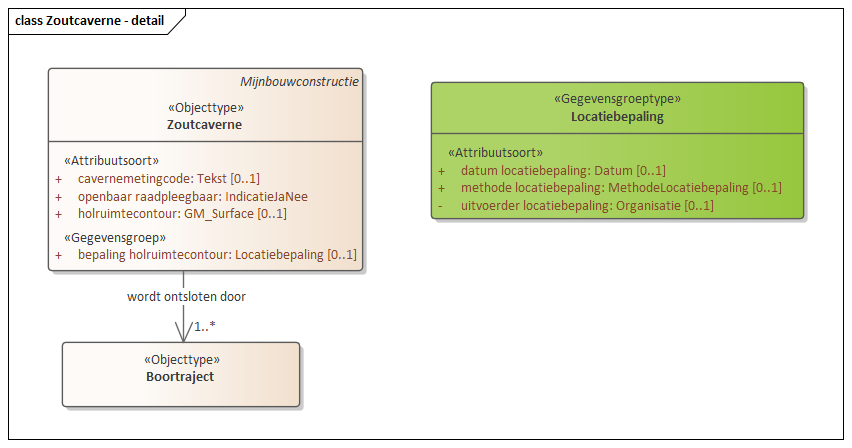 class Zoutcaverne - detail
Mijnbouwconstructie
«Objecttype»
Zoutcaverne
«Attribuutsoort»
+ cavernemetingcode: Tekst [0..1]
+ openbaar raadpleegbaar: IndicatieJaNee
+ holruimtecontour: GM_Surface [0..1]
«Gegevensgroep»
+ bepaling holruimtecontour: Locatiebepaling [0..1]
wordt ontsloten door
1..*
«Objecttype»
Boortraject
«Gegevensgroeptype»
Locatiebepaling
«Attribuutsoort»
+ datum locatiebepaling: Datum [0..1]
+ methode locatiebepaling: MethodeLocatiebepaling [0..1]
- uitvoerder locatiebepaling: Organisatie [0..1]